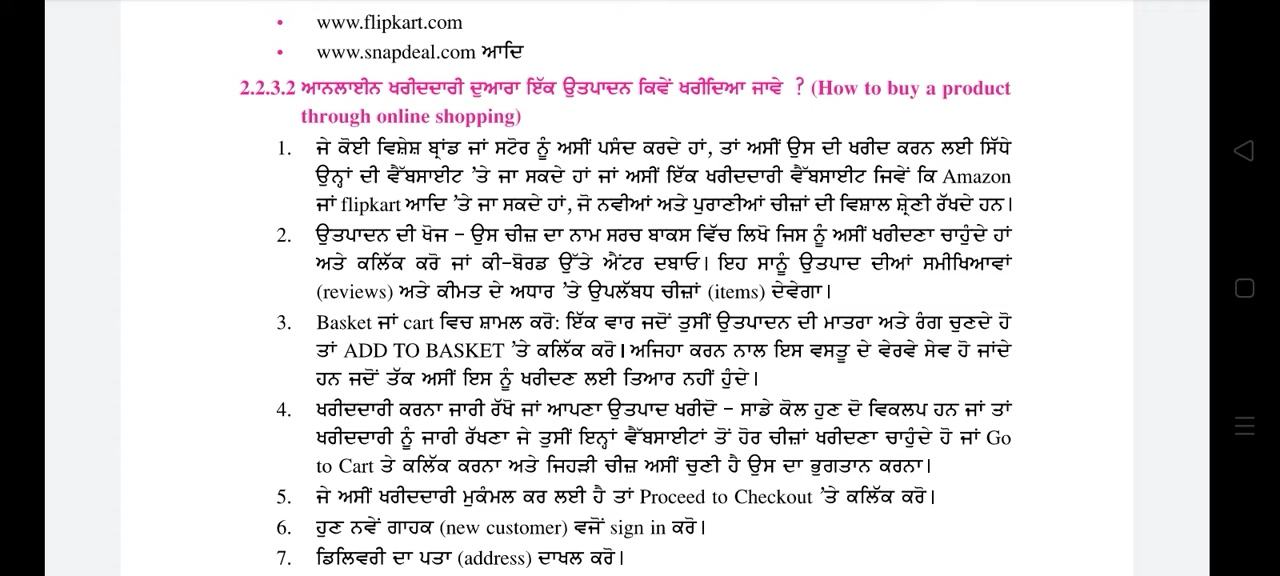 • www.flipkart.com
• www.snapdeal.com ਆਦਿ
2.2.3.2 ਆਨਲਾਈਨ ਖਰੀਦਦਾਰੀ ਦੁਆਰਾ ਇੱਕ ਉਤਪਾਦਨ ਕਿਵੇਂ ਖਰੀਦਿਆ ਜਾਵੇ ? (How to buy a product
through online shopping)
1. ਜੇ ਕੋਈ ਵਿਸ਼ੇਸ਼ ਬ੍ਰਾਂਡ ਜਾਂ ਸਟੋਰ ਨੂੰ ਅਸੀਂ ਪਸੰਦ ਕਰਦੇ ਹਾਂ, ਤਾਂ ਅਸੀਂ ਉਸ ਦੀ ਖਰੀਦ ਕਰਨ ਲਈ ਸਿੱਧੇ
ਉਨ੍ਹਾਂ ਦੀ ਵੈੱਬਸਾਈਟ 'ਤੇ ਜਾ ਸਕਦੇ ਹਾਂ ਜਾਂ ਅਸੀਂ ਇੱਕ ਖਰੀਦਦਾਰੀ ਵੈੱਬਸਾਈਟ ਜਿਵੇਂ ਕਿ Amazon
ਜਾਂ flipkart ਆਦਿ 'ਤੇ ਜਾ ਸਕਦੇ ਹਾਂ, ਜੋ ਨਵੀਆਂ ਅਤੇ ਪੁਰਾਣੀਆਂ ਚੀਜ਼ਾਂ ਦੀ ਵਿਸ਼ਾਲ ਸ਼੍ਰੇਣੀ ਰੱਖਦੇ ਹਨ।
2. ਉਤਪਾਦਨ ਦੀ ਖੋਜ – ਉਸ ਚੀਜ਼ ਦਾ ਨਾਮ ਸਰਚ ਬਾਕਸ ਵਿੱਚ ਲਿਖੋ ਜਿਸ ਨੂੰ ਅਸੀਂ ਖਰੀਦਣਾ ਚਾਹੁੰਦੇ ਹਾਂ
ਅਤੇ ਕਲਿੱਕ ਕਰੋ ਜਾਂ ਕੀ-ਬੋਰਡ ਉੱਤੇ ਐਂਟਰ ਦਬਾਓ। ਇਹ ਸਾਨੂੰ ਉਤਪਾਦ ਦੀਆਂ ਸਮੀਖਿਆਵਾਂ
(reviews) ਅਤੇ ਕੀਮਤ ਦੇ ਅਧਾਰ 'ਤੇ ਉਪਲੱਬਧ ਚੀਜ਼ਾਂ (items) ਦੇਵੇਗਾ।
3. Basket ਜਾਂ cart ਵਿਚ ਸ਼ਾਮਲ ਕਰੋ: ਇੱਕ ਵਾਰ ਜਦੋਂ ਤੁਸੀਂ ਉਤਪਾਦਨ ਦੀ ਮਾਤਰਾ ਅਤੇ ਰੰਗ ਚੁਣਦੇ ਹੋ
ਤਾਂ ADD TO BASKET 'ਤੇ ਕਲਿੱਕ ਕਰੋ। ਅਜਿਹਾ ਕਰਨ ਨਾਲ ਇਸ ਵਸਤੂ ਦੇ ਵੇਰਵੇ ਸੇਵ ਹੋ ਜਾਂਦੇ
ਹਨ ਜਦੋਂ ਤੱਕ ਅਸੀਂ ਇਸ ਨੂੰ ਖਰੀਦਣ ਲਈ ਤਿਆਰ ਨਹੀਂ ਹੁੰਦੇ।
4. ਖਰੀਦਦਾਰੀ ਕਰਨਾ ਜਾਰੀ ਰੱਖੋ ਜਾਂ ਆਪਣਾ ਉਤਪਾਦ ਖਰੀਦੋ – ਸਾਡੇ ਕੋਲ ਹੁਣ ਦੋ ਵਿਕਲਪ ਹਨ ਜਾਂ ਤਾਂ
ਖਰੀਦਦਾਰੀ ਨੂੰ ਜਾਰੀ ਰੱਖਣਾ ਜੇ ਤੁਸੀਂ ਇਨ੍ਹਾਂ ਵੈੱਬਸਾਈਟਾਂ ਤੋਂ ਹੋਰ ਚੀਜ਼ਾਂ ਖਰੀਦਣਾ ਚਾਹੁੰਦੇ ਹੋ ਜਾਂ Go
to Cart ਤੇ ਕਲਿੱਕ ਕਰਨਾ ਅਤੇ ਜਿਹੜੀ ਚੀਜ਼ ਅਸੀਂ ਚੁਣੀ ਹੈ ਉਸ ਦਾ ਭੁਗਤਾਨ ਕਰਨਾ।
5. ਜੇ ਅਸੀਂ ਖਰੀਦਦਾਰੀ ਮੁਕੰਮਲ ਕਰ ਲਈ ਹੈ ਤਾਂ Proceed to Checkout 'ਤੇ ਕਲਿੱਕ ਕਰੋ।
6. ਹੁਣ ਨਵੇਂ ਗਾਹਕ (new customer) ਵਜੋਂ sign in ਕਰੋ।
7. ਡਿਲਿਵਰੀ ਦਾ ਪਤਾ (address) ਦਾਖਲ ਕਰੋ।